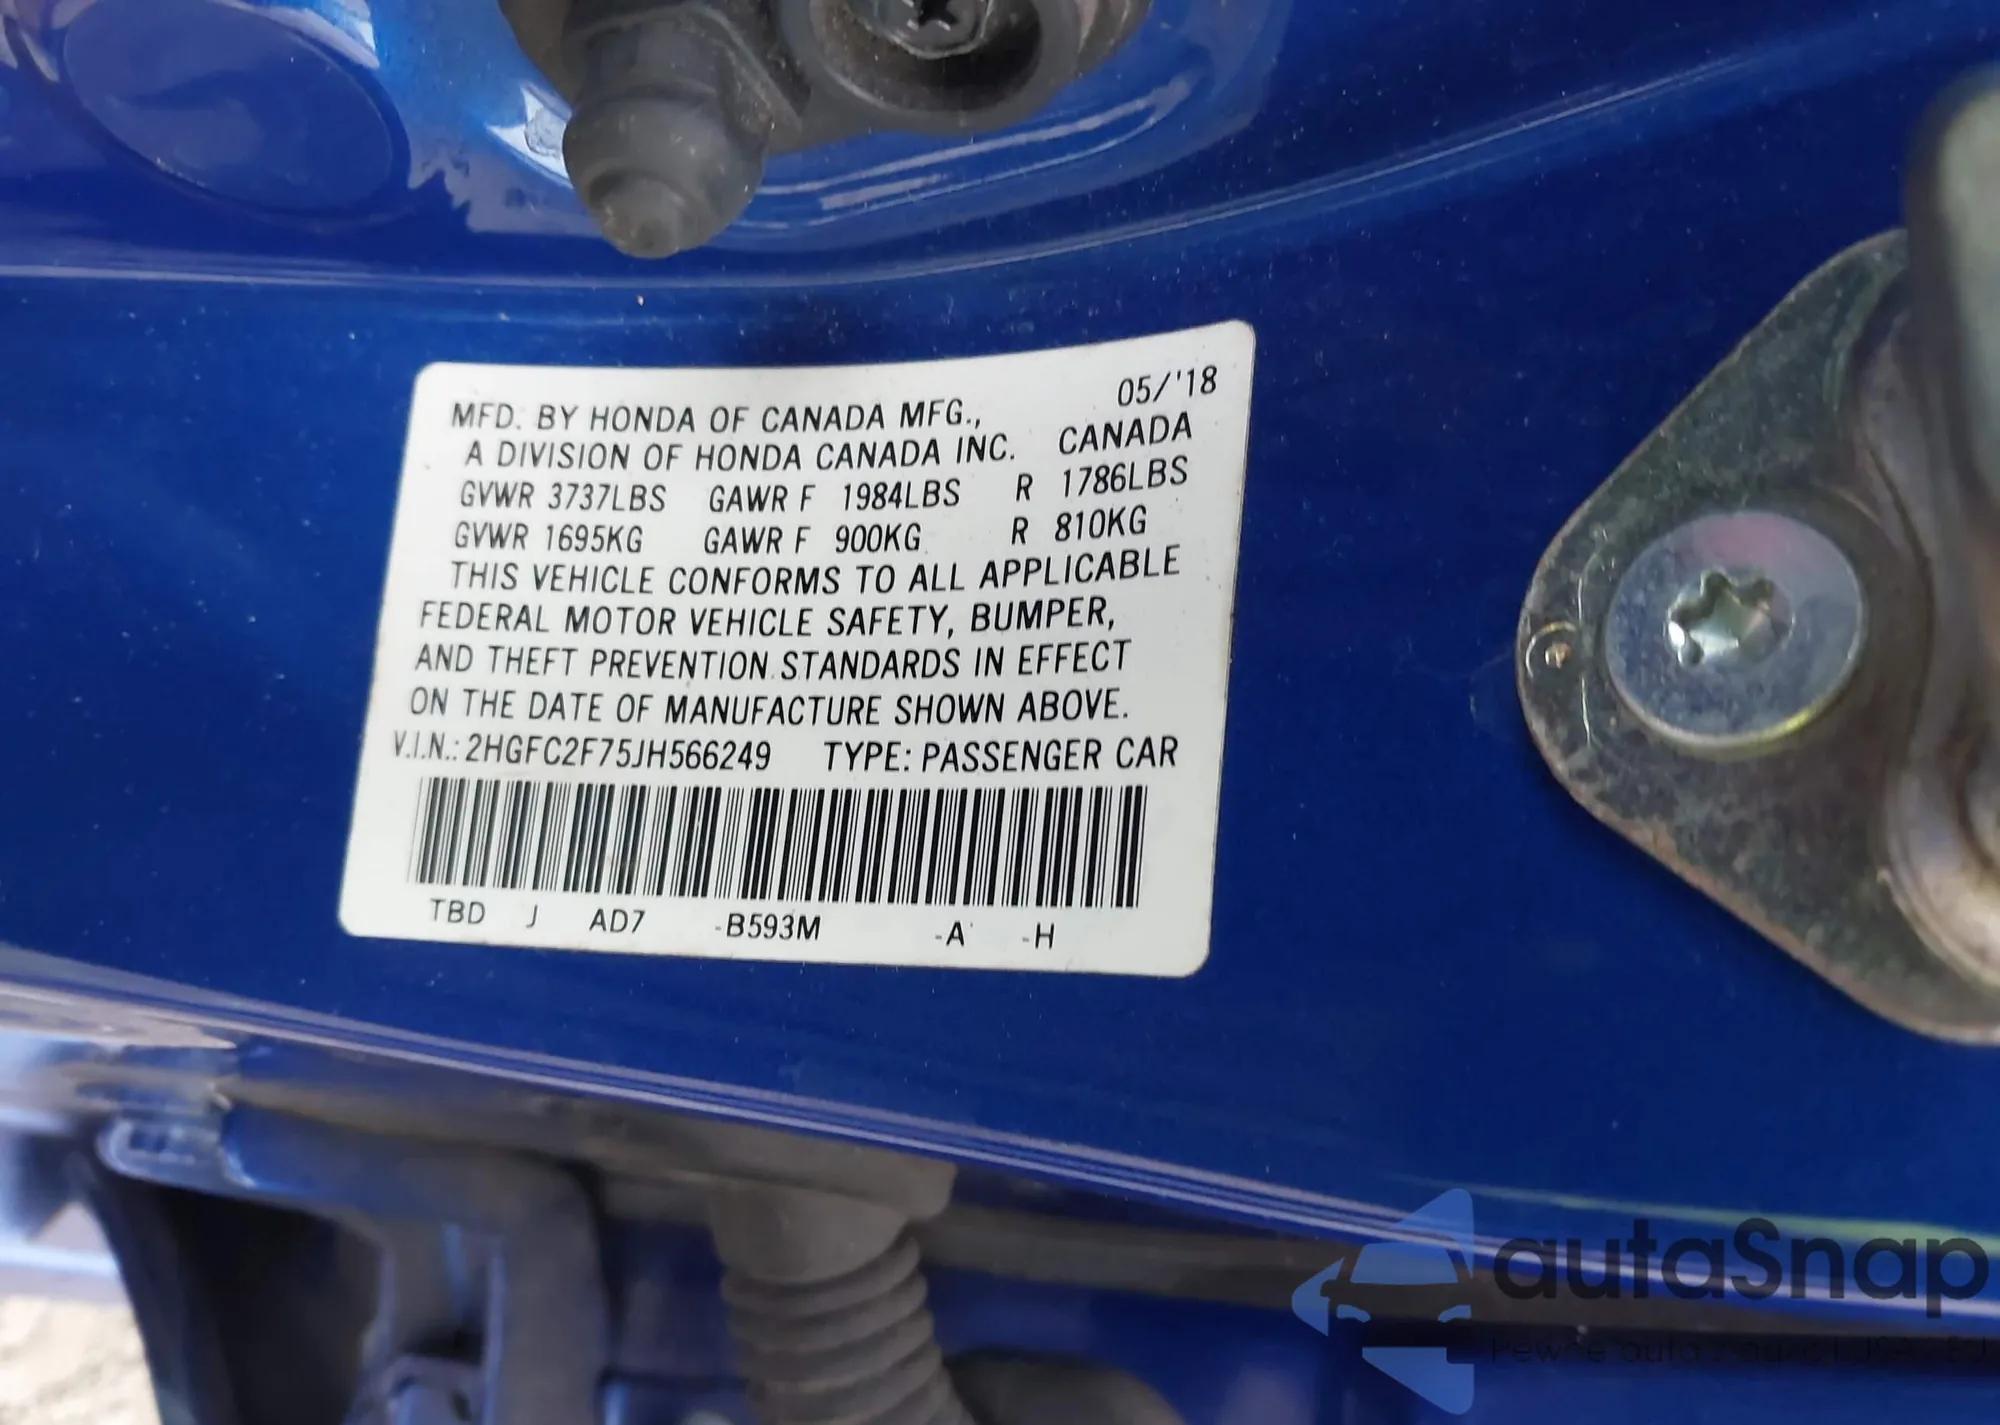 05/'18
MFD. BY HONDA OF CANADA MFG.,
A DIVISION OF HONDA CANADA INC. CANADA
GVWR 3737LBS GAWR F 1984LBS R 1786LBS
GVWR 1695KG GAWR F 900KG R 810KG
THIS VEHICLE CONFORMS TO ALL APPLICABLE
FEDERAL MOTOR VEHICLE SAFETY, BUMPER,
AND THEFT PREVENTION STANDARDS IN EFFECT
ON THE DATE OF MANUFACTURE SHOWN ABOVE.
V.I.N.: 2HGFC2F75JH566249 TYPE: PASSENGER CAR
TBD J AD7 -B593M -A -H
autaSnap